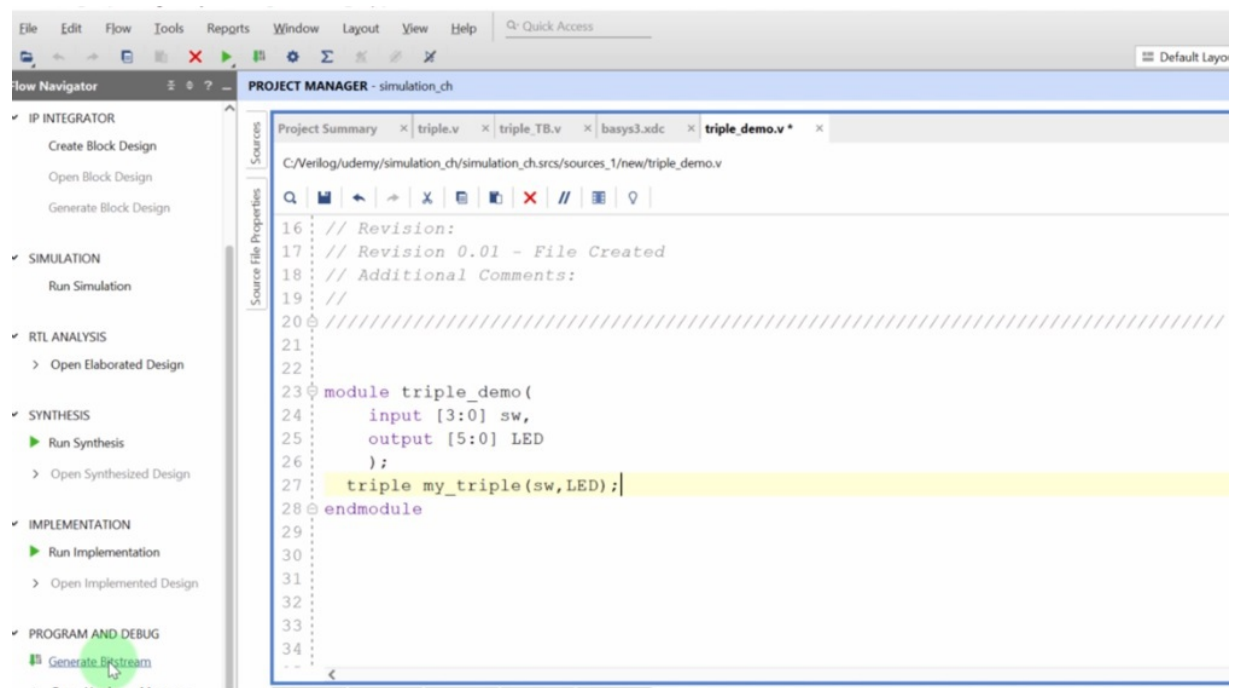 File Edit Flow Tools Reports Window Layout View Help Quick Access
Default Layou
Flow Navigator ? _
PROJECT MANAGER - simulation_ch
IP INTEGRATOR
Create Block Design
Open Block Design
Generate Block Design
SIMULATION
Run Simulation
RTL ANALYSIS
> Open Elaborated Design
SYNTHESIS
Run Synthesis
> Open Synthesized Design
IMPLEMENTATION
Run Implementation
> Open Implemented Design
PROGRAM AND DEBUG
Generate Bitstream
Sources
Source File Properties
Project Summary × triple.v × triple_TB.v × basys3.xdc × triple_demo.v * ×
C:/Verilog/udemy/simulation_ch/simulation_ch.srcs/sources_1/new/triple_demo.v
16 // Revision:
17 // Revision 0.01 - File Created
18 // Additional Comments:
19 //
20 //////////////////////////////////////////////////////////////////////////////////
21
22
23 module triple_demo(
24 input [3:0] sw,
25 output [5:0] LED
26 );
27 triple my_triple(sw,LED);
28 endmodule
29
30
31
32
33
34